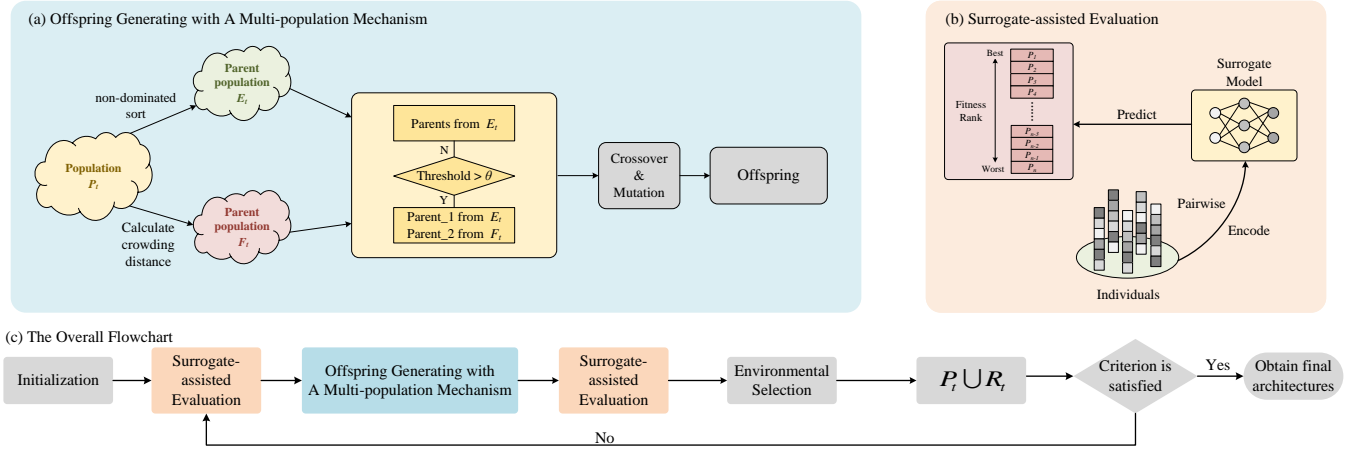 (a) Offspring Generating with A Multi-population Mechanism
non-dominated
sort
Parent
population
E_t
Population
P_t
Calculate
crowding
distance
Parent
population
F_t
Parents from E_t
N
Threshold > θ
Y
Parent_1 from E_t
Parent_2 from F_t
Crossover
&
Mutation
Offspring
(b) Surrogate-assisted Evaluation
Best
Fitness
Rank
Worst
P_1
P_2
P_3
P_4
......
P_{n-3}
P_{n-2}
P_{n-1}
P_n
Predict
Surrogate
Model
Pairwise
Encode
Individuals
(c) The Overall Flowchart
Initialization
Surrogate-
assisted
Evaluation
Offspring Generating with
A Multi-population Mechanism
Surrogate-
assisted
Evaluation
Environmental
Selection
P_t ⋃ R_t
Criterion is
satisfied
Yes
Obtain final
architectures
No